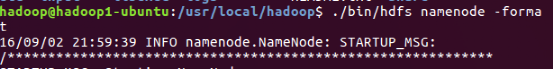 hadoop@hadoop1-ubuntu:/usr/local/hadoop$ ./bin/hdfs namenode -forma
t
16/09/02 21:59:39 INFO namenode.NameNode: STARTUP_MSG:
/************************************************************